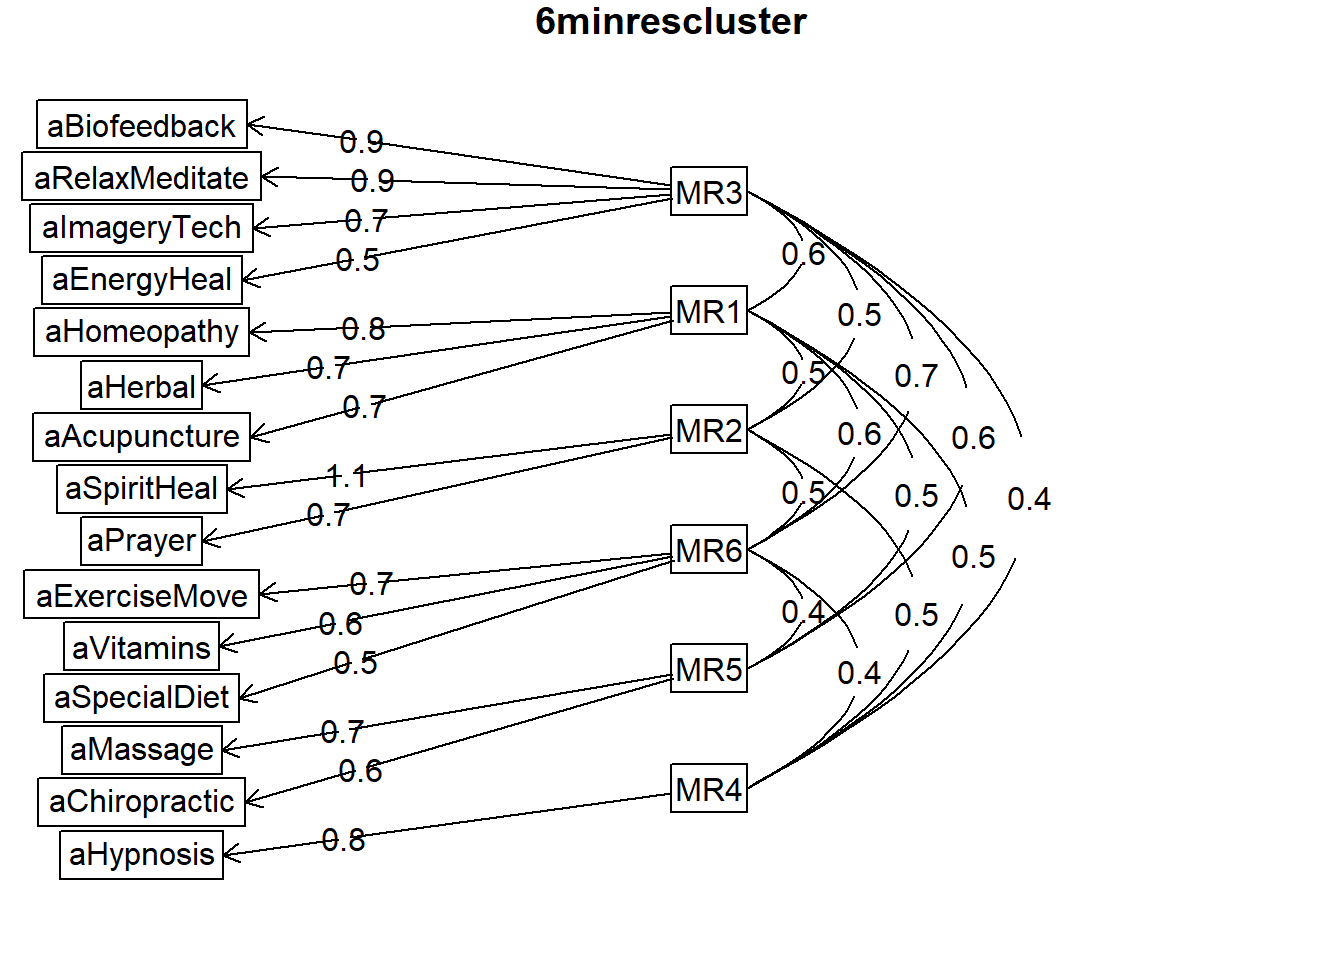 6minrescluster
aBiofeedback
aRelaxMeditate
aImageryTech
aEnergyHeal
aHomeopathy
aHerbal
aAcupuncture
aSpiritHeal
aPrayer
aExerciseMove
aVitamins
aSpecialDiet
aMassage
aChiropractic
aHypnosis
0.9
0.9
0.7
0.5
0.8
0.7
0.7
1.1
0.7
0.7
0.6
0.5
0.7
0.6
0.8
MR3
MR1
MR2
MR6
MR5
MR4
0.6
0.5
0.5
0.4
0.5
0.6
0.4
0.7
0.5
0.5
0.6
0.5
0.4